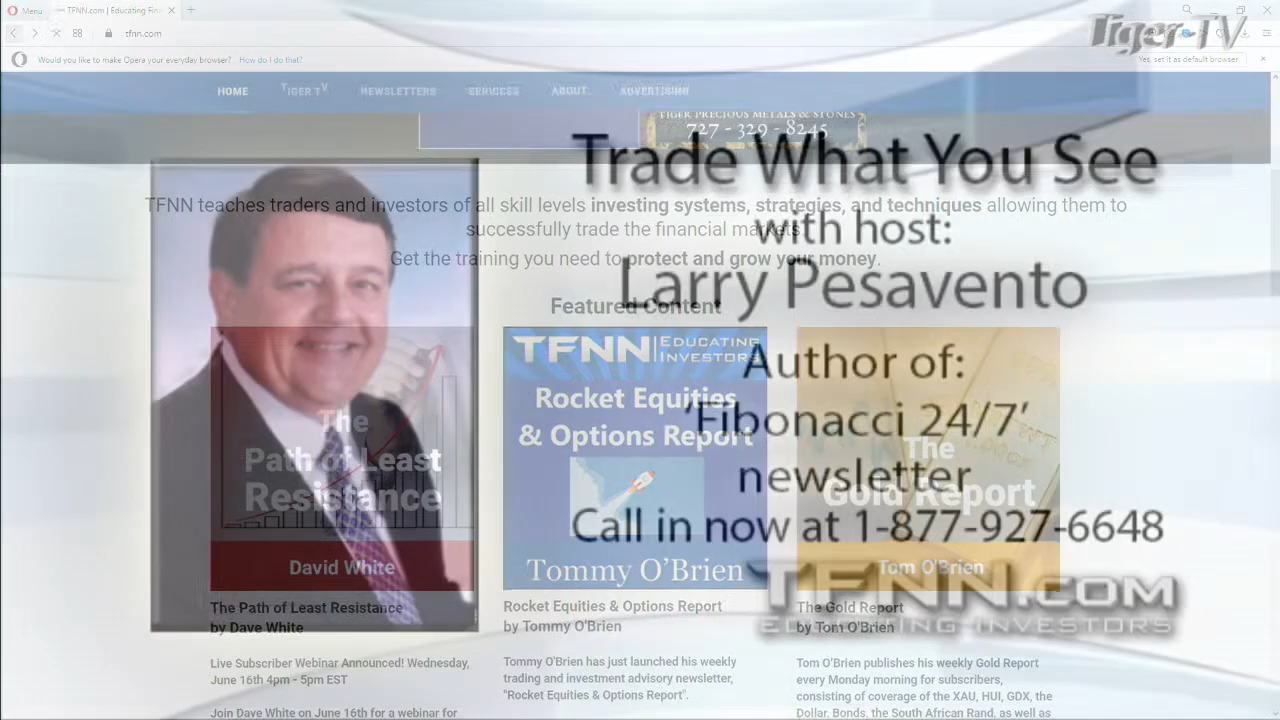 Menu
TFNN.com | Educating Fin
tfnn.com
Tiger-TV
Would you like to make Opera your everyday browser? How do I do that?
Yes, set it as default browser
HOME TIGER TV NEWSLETTERS SERVICES ABOUT ADVERTISING
TIGER PRECIOUS METALS & STONES
727 - 329 - 8245
Trade What You See
with host:
Larry Pesavento
Author of:
'Fibonacci 24/7'
newsletter
Call in now at 1-877-927-6648
TFNN.com
EDUCATING INVESTORS
TFNN teaches traders and investors of all skill levels investing systems, strategies, and techniques allowing them to
successfully trade the financial markets.
Get the training you need to protect and grow your money.
Featured Content
The
Path of Least
Resistance
David White
The Path of Least Resistance
by Dave White
Live Subscriber Webinar Announced! Wednesday,
June 16th 4pm - 5pm EST
Join Dave White on June 16th for a webinar for
TFNN EDUCATING
INVESTORS
Rocket Equities
& Options Report
Tommy O'Brien
Rocket Equities & Options Report
by Tommy O'Brien
Tommy O'Brien has just launched his weekly
trading and investment advisory newsletter,
"Rocket Equities & Options Report".
The
Gold Report
Tom O'Brien
The Gold Report
by Tom O'Brien
Tom O'Brien publishes his weekly Gold Report
every Monday morning for subscribers,
consisting of coverage of the XAU, HUI, GDX, the
Dollar, Bonds, the South African Rand, as well as